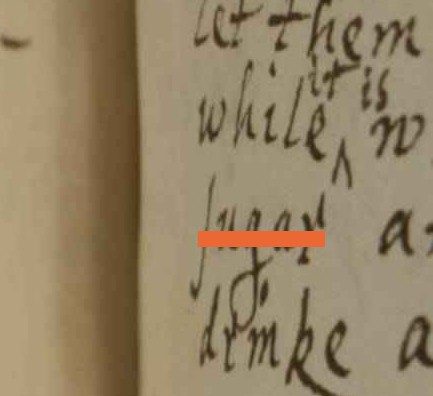 let them
while ^ it is
ſugar a
drinke a